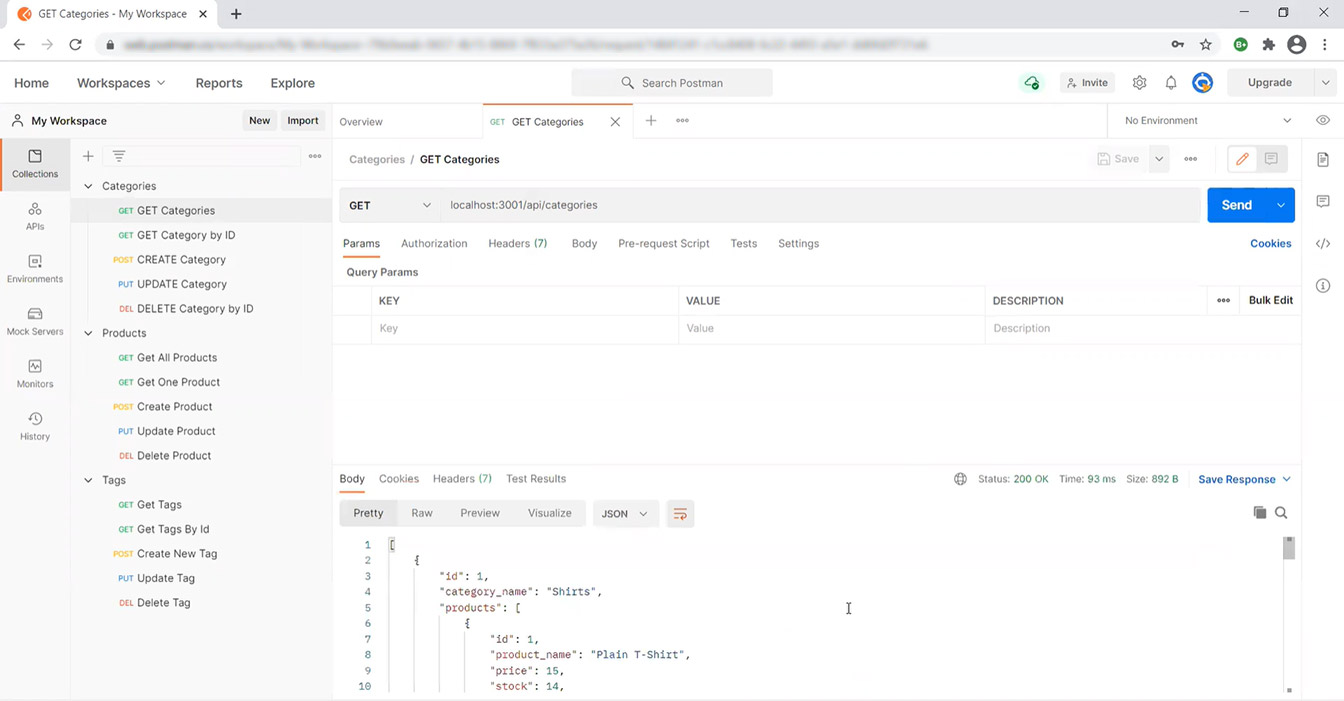 GET Categories - My Workspace
Home Workspaces Reports Explore Search Postman Invite Upgrade
My Workspace New Import
Overview GET GET Categories No Environment
Collections
APIs
Environments
Mock Servers
Monitors
History
Categories
GET GET Categories
GET GET Category by ID
POST CREATE Category
PUT UPDATE Category
DEL DELETE Category by ID
Products
GET Get All Products
GET Get One Product
POST Create Product
PUT Update Product
DEL Delete Product
Tags
GET Get Tags
GET Get Tags By Id
POST Create New Tag
PUT Update Tag
DEL Delete Tag
Categories / GET Categories Save
GET localhost:3001/api/categories Send
Params Authorization Headers (7) Body Pre-request Script Tests Settings Cookies
Query Params
KEY VALUE DESCRIPTION Bulk Edit
Key Value Description
Body Cookies Headers (7) Test Results Status: 200 OK Time: 93 ms Size: 892 B Save Response
Pretty Raw Preview Visualize JSON
1 [
2 {
3 "id": 1,
4 "category_name": "Shirts",
5 "products": [
6 {
7 "id": 1,
8 "product_name": "Plain T-Shirt",
9 "price": 15,
10 "stock": 14,